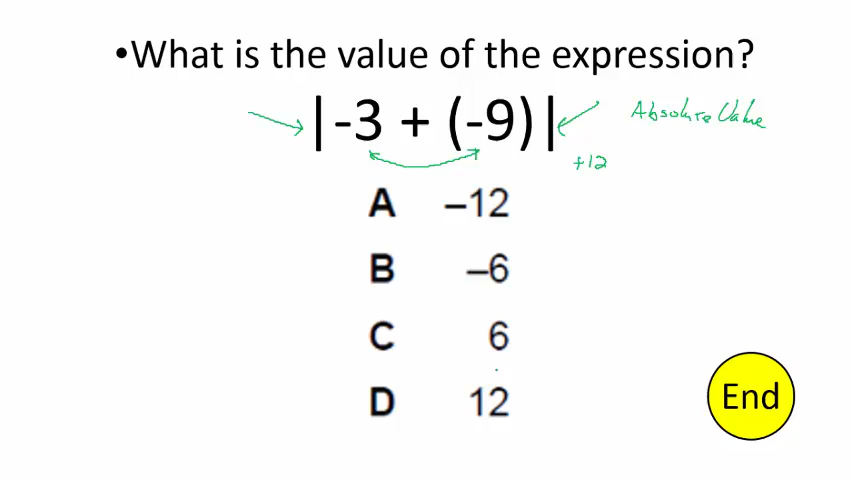 •What is the value of the expression?
|-3 + (-9)|
Absolute Value
+12
A –12
B –6
C 6
D 12
End